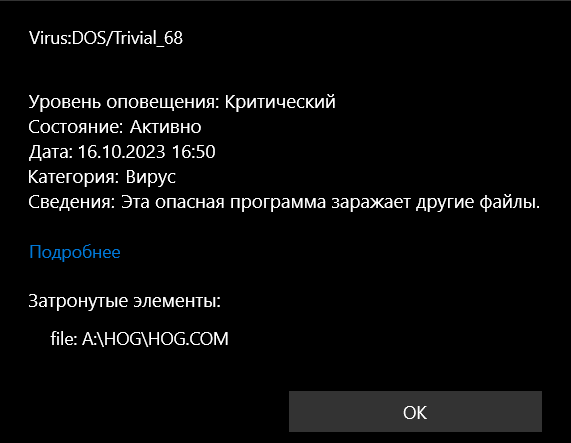 Virus:DOS/Trivial_68
Уровень оповещения: Критический
Состояние: Активно
Дата: 16.10.2023 16:50
Категория: Вирус
Сведения: Эта опасная программа заражает другие файлы.
Подробнее
Затронутые элементы:
file: A:\HOG\HOG.COM
OK